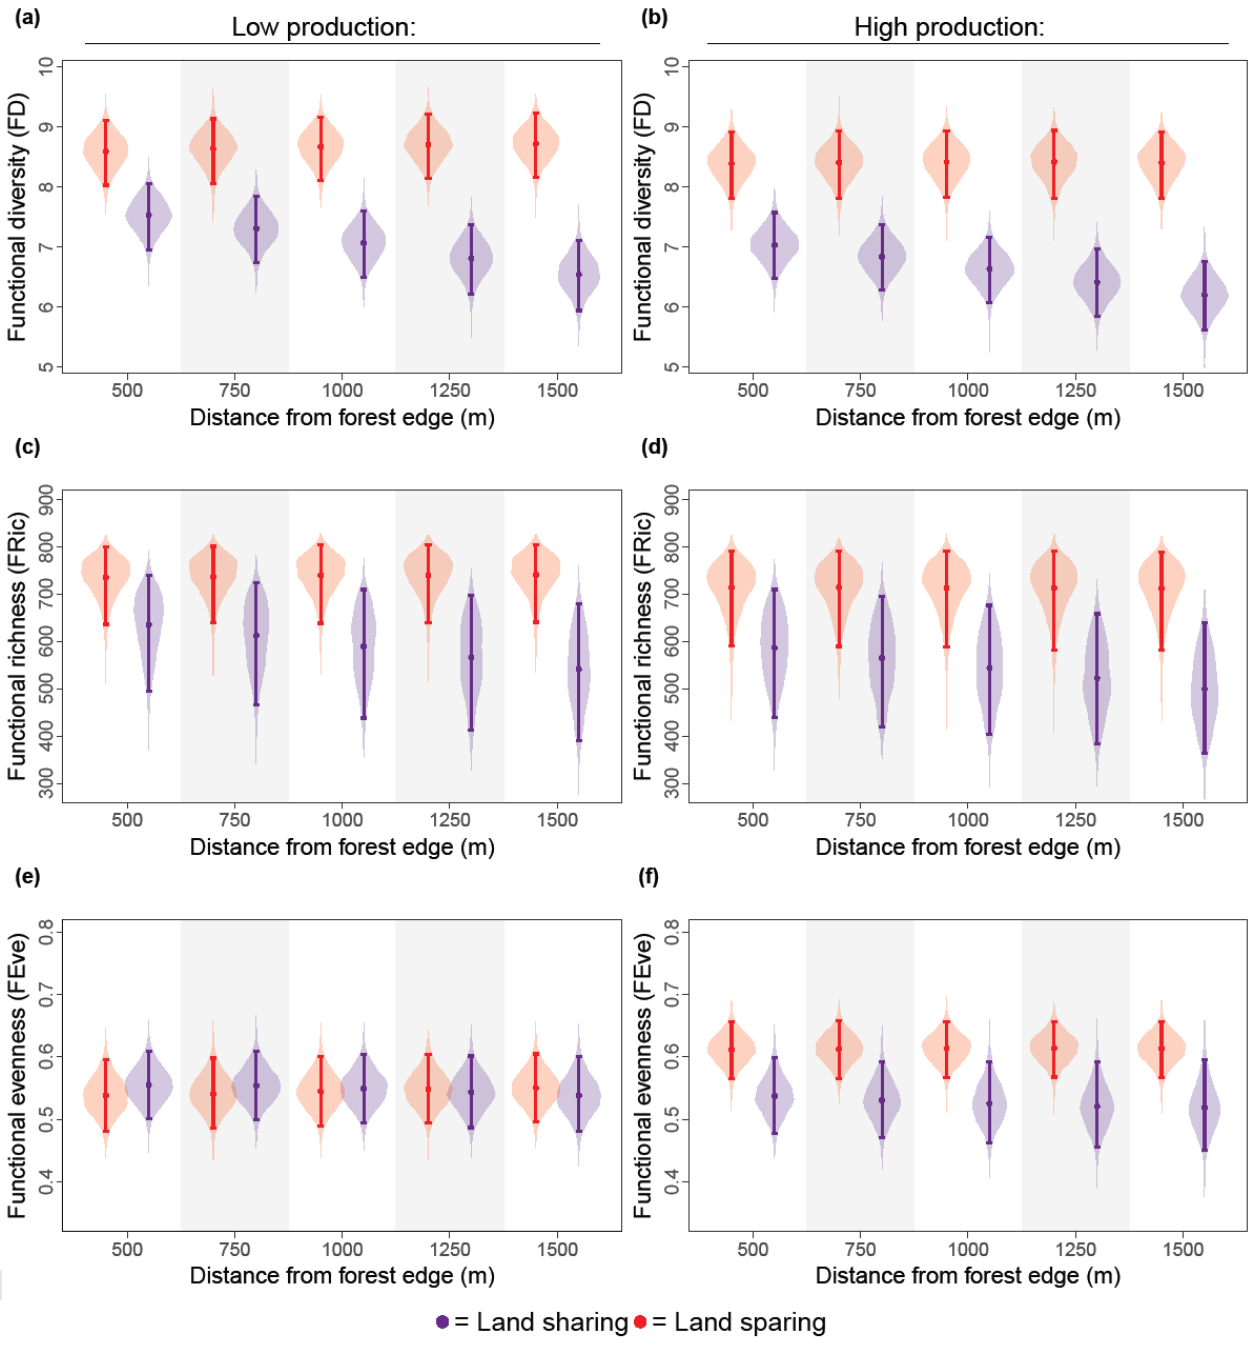 (a)
Low production:
(b)
High production:
Functional diversity (FD)
10
9
8
7
6
5
500 750 1000 1250 1500
Distance from forest edge (m)
Functional diversity (FD)
10
9
8
7
6
5
500 750 1000 1250 1500
Distance from forest edge (m)
(c)
Functional richness (FRic)
900
800
700
600
500
400
300
500 750 1000 1250 1500
Distance from forest edge (m)
(d)
Functional richness (FRic)
900
800
700
600
500
400
300
500 750 1000 1250 1500
Distance from forest edge (m)
(e)
Functional evenness (FEve)
0.8
0.7
0.6
0.5
0.4
500 750 1000 1250 1500
Distance from forest edge (m)
(f)
Functional evenness (FEve)
0.8
0.7
0.6
0.5
0.4
500 750 1000 1250 1500
Distance from forest edge (m)
= Land sharing = Land sparing